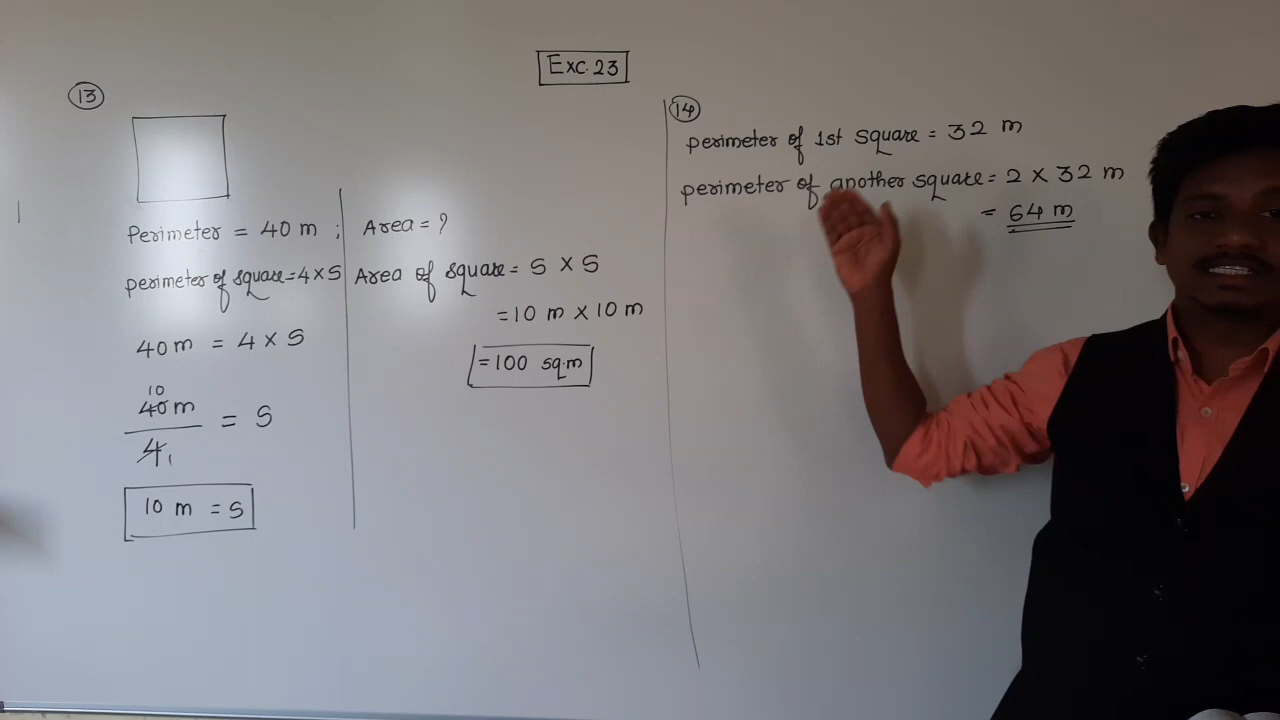 Exc. 23
13
Perimeter = 40 m ; Area = ?
perimeter of square = 4 × S
40 m = 4 × S
10
40 m
4 1
= S
10 m = S
Area of square = S × S
= 10 m × 10 m
= 100 sq.m
14
perimeter of 1st square = 32 m
perimeter of another square = 2 × 32 m
= 64 m